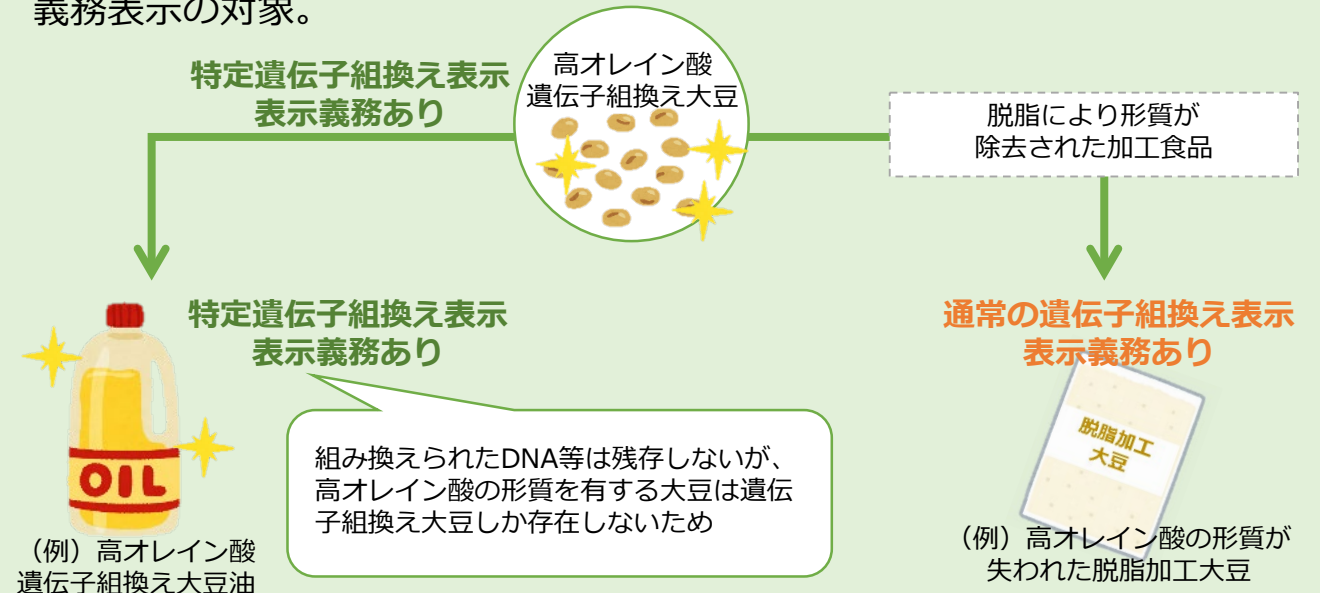 義務表示の対象。
特定遺伝子組換え表示
表示義務あり
高オレイン酸
遺伝子組換え大豆
脱脂により形質が
除去された加工食品
特定遺伝子組換え表示
表示義務あり
通常の遺伝子組換え表示
表示義務あり
組み換えられたDNA等は残存しないが、
高オレイン酸の形質を有する大豆は遺伝
子組換え大豆しか存在しないため
OIL
脱脂加工
大豆
（例）高オレイン酸
遺伝子組換え大豆油
（例）高オレイン酸の形質が
失われた脱脂加工大豆